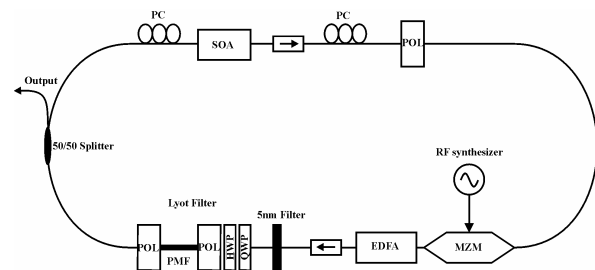 PC
SOA
PC
POL
Output
50/50 Splitter
RF synthesizer
Lyot Filter
5nm Filter
POL
PMF
POL
HWP
QWP
EDFA
MZM